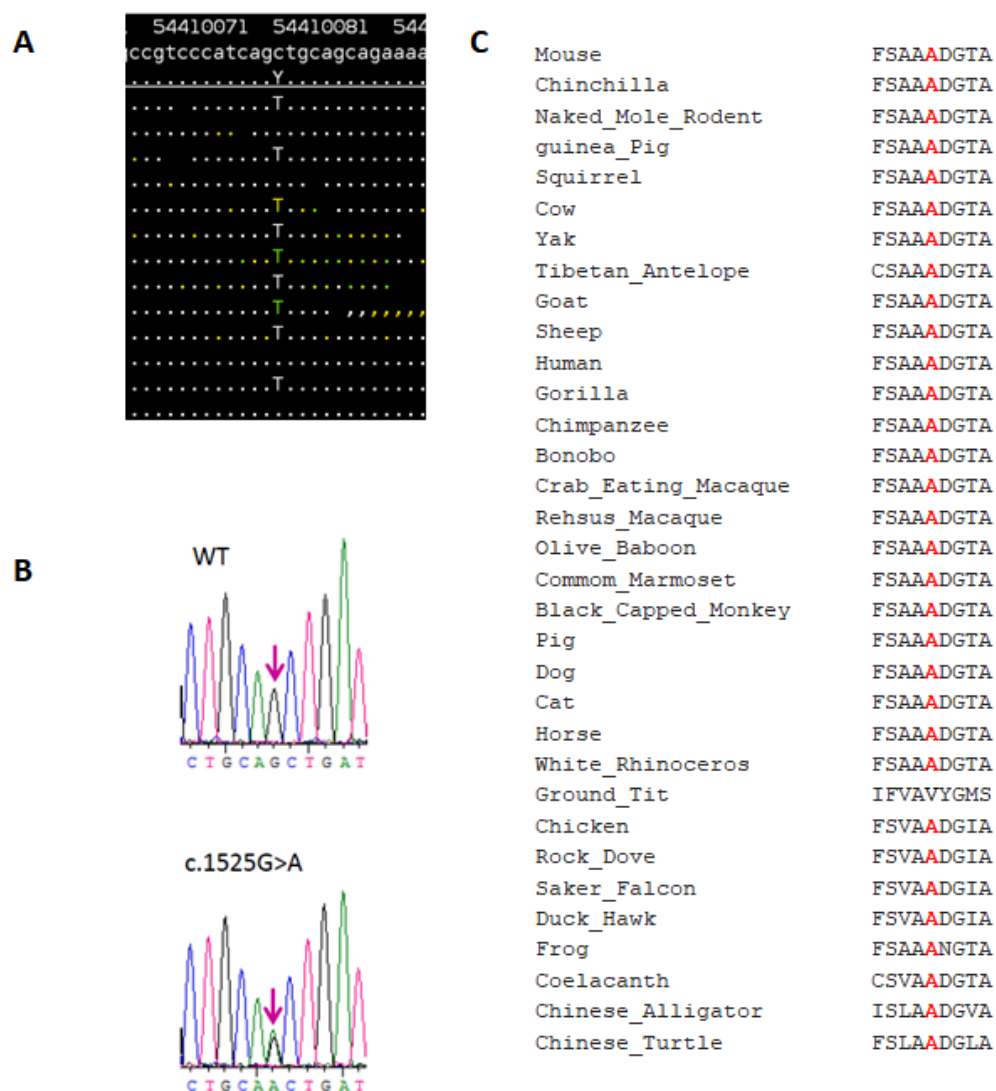 A
54410071 54410081 544
gccgtcccatcagctgcagcagaaaa
Y
T
T
T
T
T
T
T
T
T
B
WT
C T G C A G C T G A T
c.1525G>A
C T G C A A C T G A T
C
Mouse FSAAADGTA
Chinchilla FSAAADGTA
Naked_Mole_Rodent FSAAADGTA
guinea_Pig FSAAADGTA
Squirrel FSAAADGTA
Cow FSAAADGTA
Yak FSAAADGTA
Tibetan_Antelope CSAAADGTA
Goat FSAAADGTA
Sheep FSAAADGTA
Human FSAAADGTA
Gorilla FSAAADGTA
Chimpanzee FSAAADGTA
Bonobo FSAAADGTA
Crab_Eating_Macaque FSAAADGTA
Rehsus_Macaque FSAAADGTA
Olive_Baboon FSAAADGTA
Commom_Marmoset FSAAADGTA
Black_Capped_Monkey FSAAADGTA
Pig FSAAADGTA
Dog FSAAADGTA
Cat FSAAADGTA
Horse FSAAADGTA
White_Rhinoceros FSAAADGTA
Ground_Tit IFVAVYGMS
Chicken FSVAADGIA
Rock_Dove FSVAADGIA
Saker_Falcon FSVAADGIA
Duck_Hawk FSVAADGIA
Frog FSAAANGTA
Coelacanth CSVAADGTA
Chinese_Alligator ISLAADGVA
Chinese_Turtle FSLAADGLA